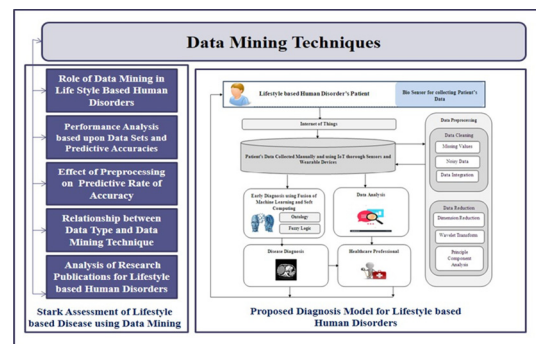 Data Mining Techniques
Role of Data Mining in
Life Style Based Human
Disorders
Performance Analysis
based upon Data Sets and
Predictive Accuracies
Effect of Preprocessing
on Predictive Rate of
Accuracy
Relationship between
Data Type and Data
Mining Technique
Analysis of Research
Publications for Lifestyle
based Human Disorders
Stark Assessment of Lifestyle
based Disease using Data Mining
Lifestyle based Human Disorder's Patient
Bio Sensor for collecting Patient's
Data
Internet of Things
Patient's Data Collected Manually and using IoT thorough Sensors and
Wearable Devices
Early Diagnosis using Fusion of
Machine Learning and Soft
Computing
Ontology
Fuzzy Logic
Data Analysis
Disease Diagnosis
Healthcare Professional
Data Preprocessing
Data Cleaning
Missing Values
Noisy Data
Data Integration
Data Reduction
Dimension Reduction
Wavelet Transform
Principle
Component
Analysis
Proposed Diagnosis Model for Lifestyle based
Human Disorders